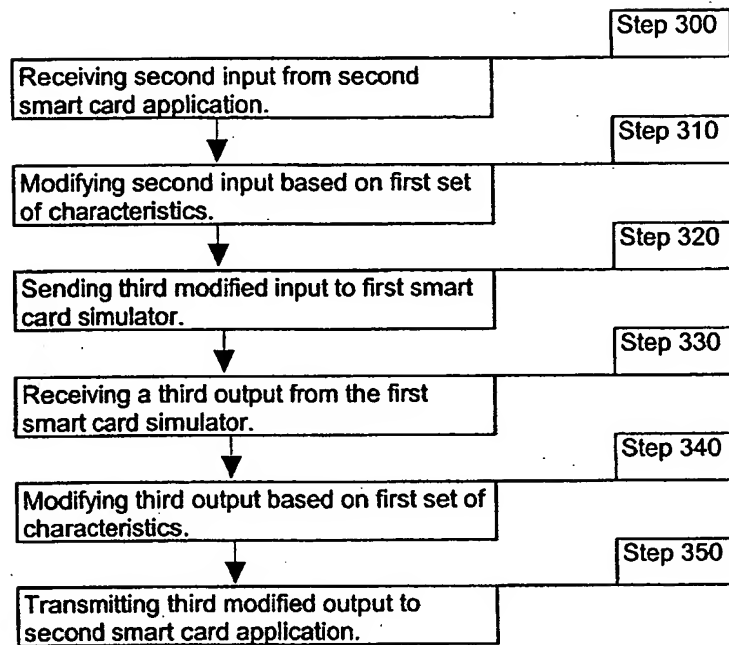 Step 300
Receiving second input from second
smart card application.
Step 310
Modifying second input based on first set
of characteristics.
Step 320
Sending third modified input to first smart
card simulator.
Step 330
Receiving a third output from the first
smart card simulator.
Step 340
Modifying third output based on first set of
characteristics.
Step 350
Transmitting third modified output to
second smart card application.